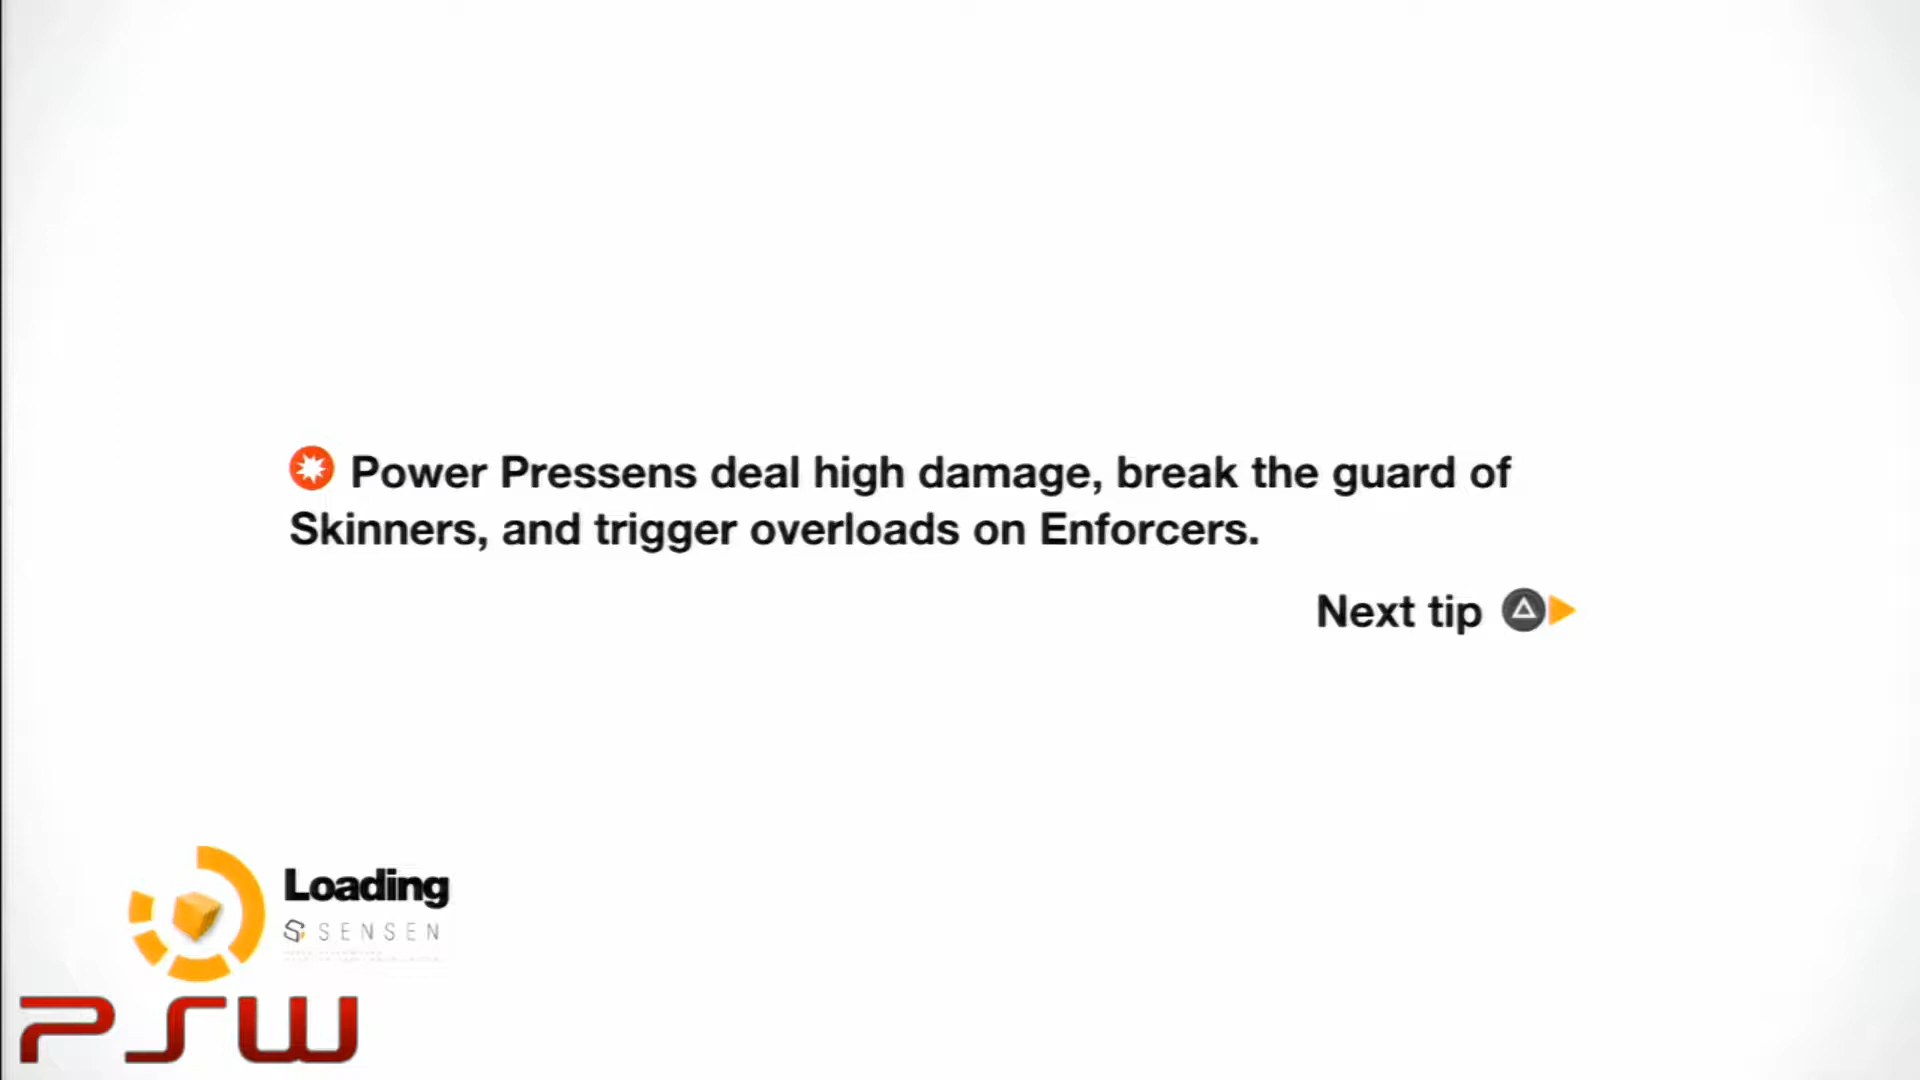 Power Pressens deal high damage, break the guard of
Skinners, and trigger overloads on Enforcers.
Next tip
Loading
SENSEN
PSW